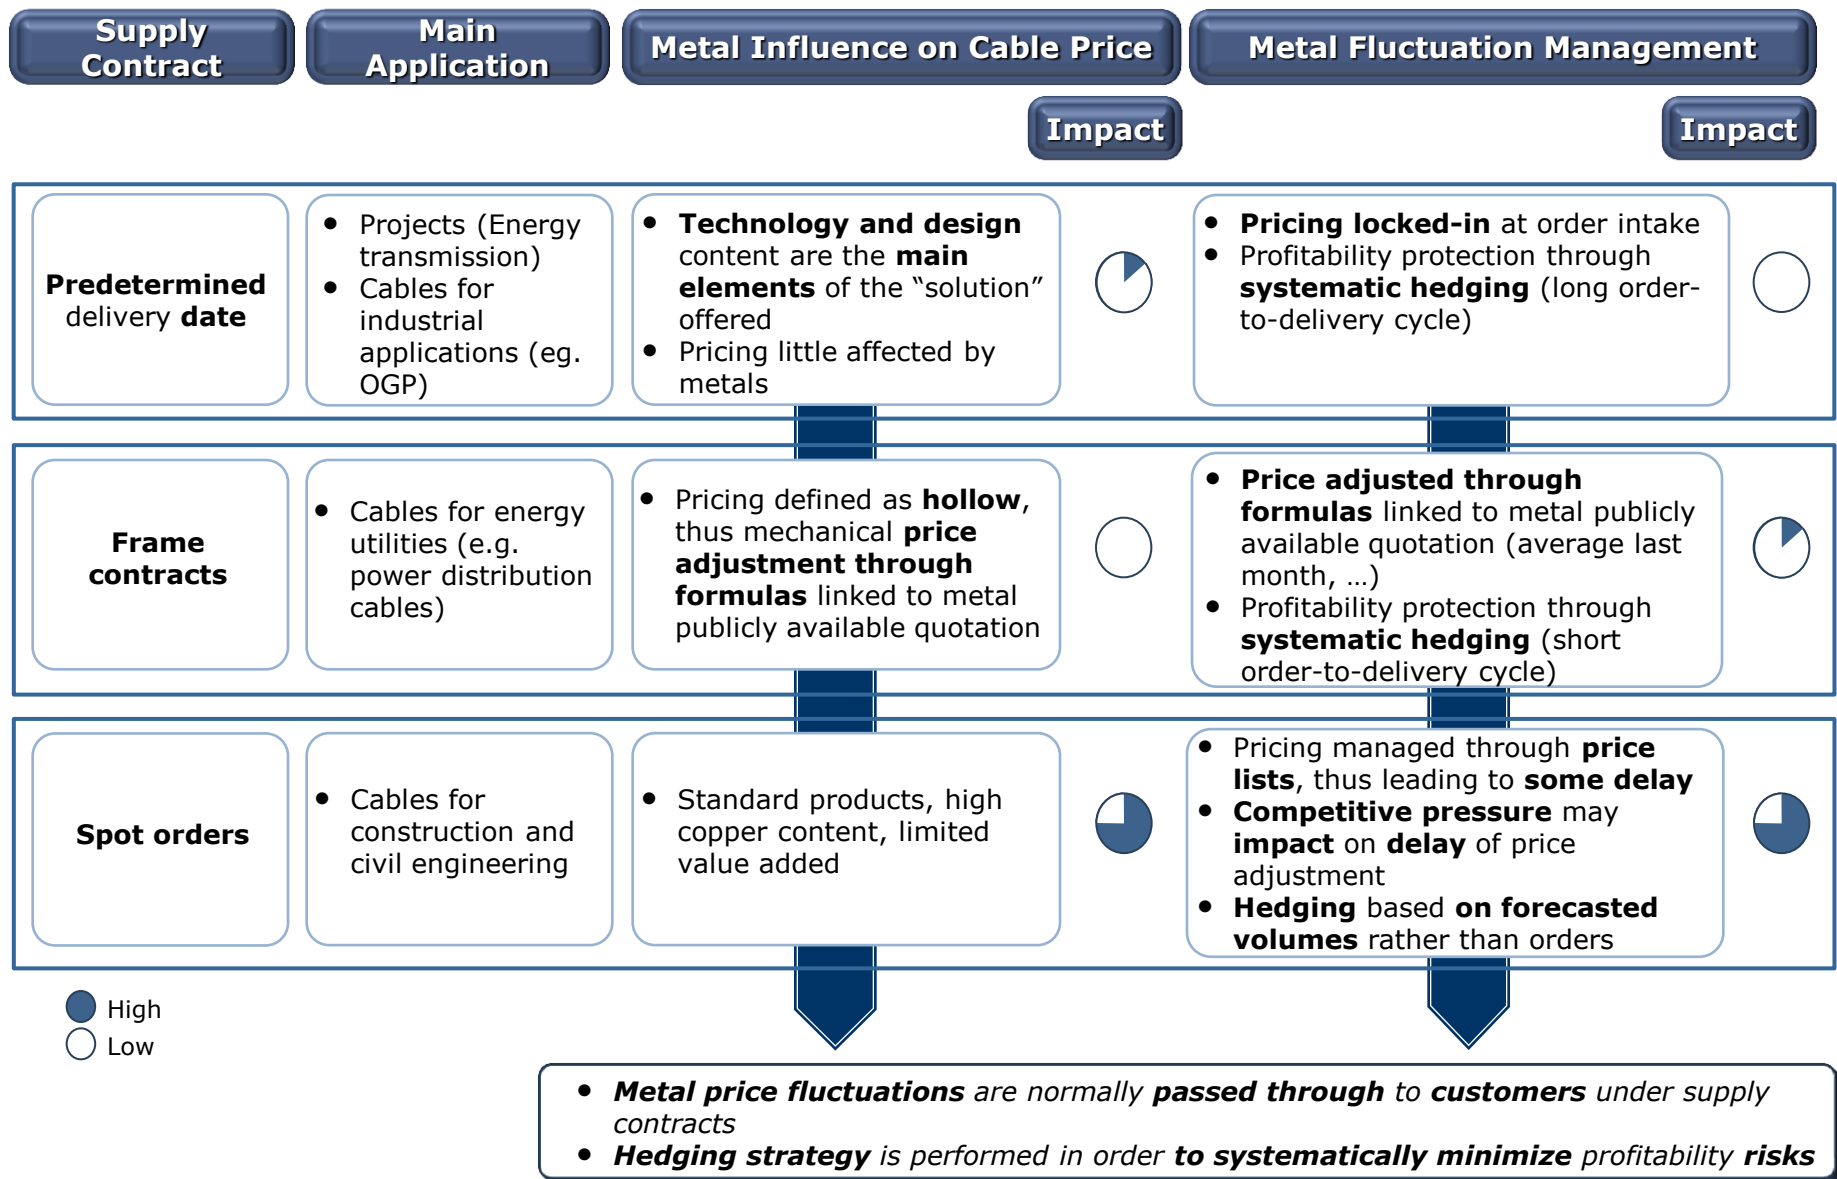 Supply
Contract
Main
Application
Metal Influence on Cable Price
Metal Fluctuation Management
Impact
Impact
Predetermined
delivery date
● Projects (Energy
transmission)
● Cables for
industrial
applications (eg.
OGP)
● Technology and design
content are the main
elements of the “solution”
offered
● Pricing little affected by
metals
● Pricing locked-in at order intake
● Profitability protection through
systematic hedging (long order-
to-delivery cycle)
Frame
contracts
● Cables for energy
utilities (e.g.
power distribution
cables)
● Pricing defined as hollow,
thus mechanical price
adjustment through
formulas linked to metal
publicly available quotation
● Price adjusted through
formulas linked to metal publicly
available quotation (average last
month, …)
● Profitability protection through
systematic hedging (short
order-to-delivery cycle)
Spot orders
● Cables for
construction and
civil engineering
● Standard products, high
copper content, limited
value added
● Pricing managed through price
lists, thus leading to some delay
● Competitive pressure may
impact on delay of price
adjustment
● Hedging based on forecasted
volumes rather than orders
High
Low
● Metal price fluctuations are normally passed through to customers under supply
contracts
● Hedging strategy is performed in order to systematically minimize profitability risks